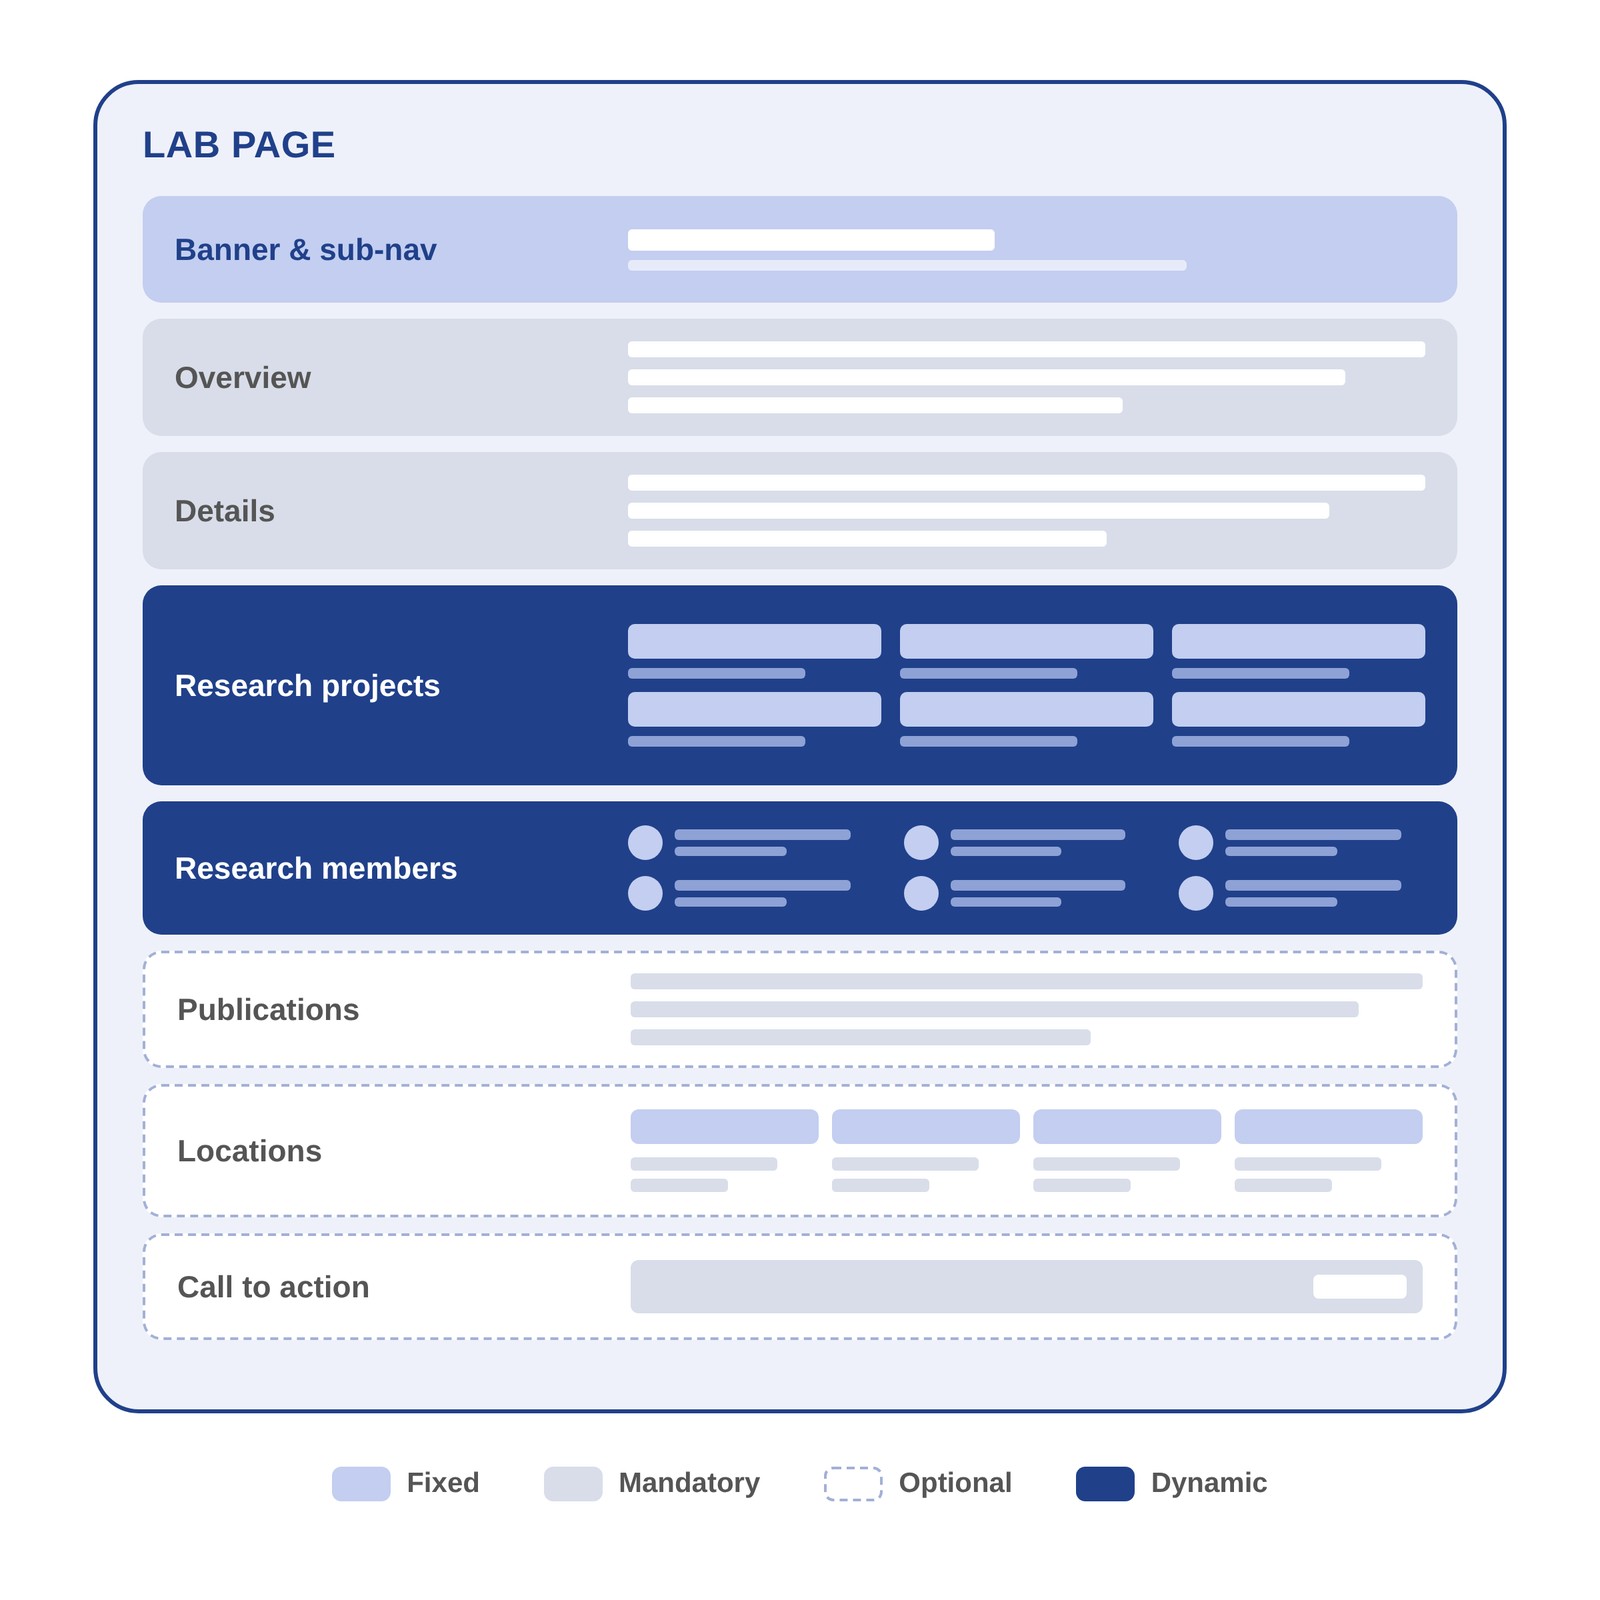 LAB PAGE
Banner & sub-nav
Overview
Details
Research projects
Research members
Publications
Locations
Call to action
Fixed
Mandatory
Optional
Dynamic